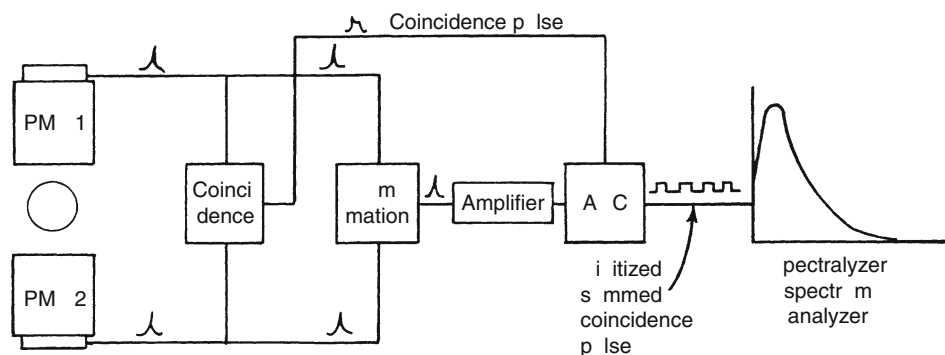 Coincidence p lse
PM 1
Coinci
dence
m
mation
Amplifier
A C
PM 2
i itized
s mmed
coincidence
p lse
pectralyzer
spectr m
analyzer